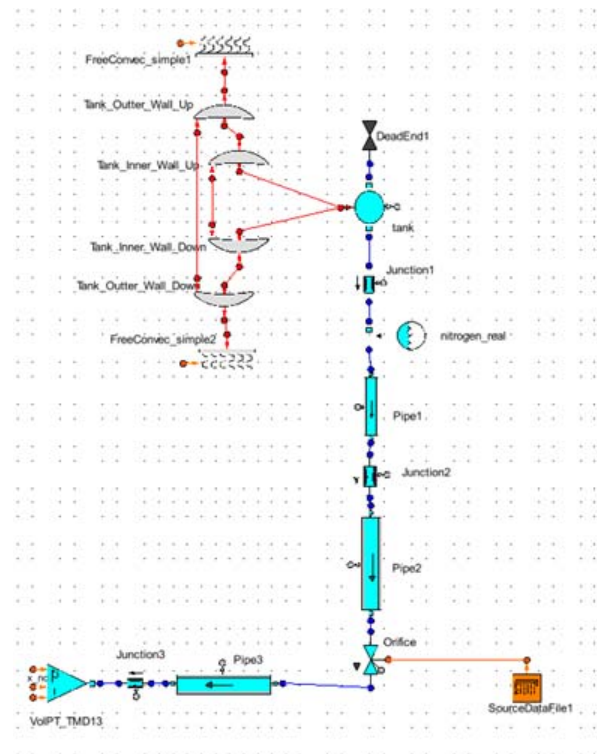 FreeConvec_simple1
Tank_Outter_Wall_Up
DeadEnd1
Tank_Inner_Wall_Up
tank
Tank_Inner_Wall_Down
Junction1
Tank_Outter_Wall_Down
FreeConvec_simple2
nitrogen_real
Pipe1
Junction2
Pipe2
Orifice
Junction3
Pipe3
SourceDataFile1
VolPT_TMD13